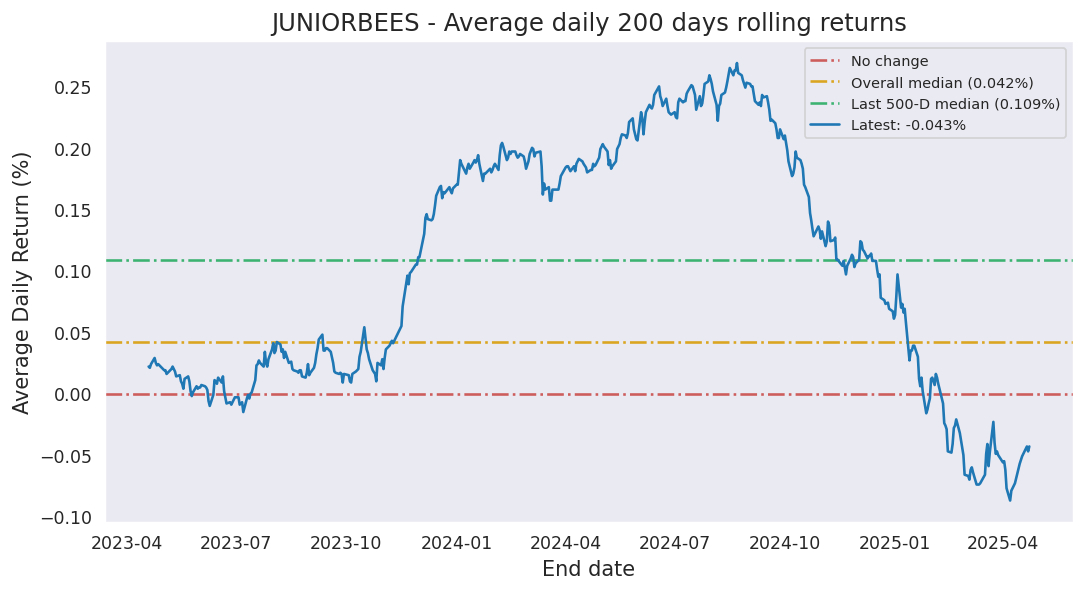 JUNIORBEES - Average daily 200 days rolling returns
No change
Overall median (0.042%)
Last 500-D median (0.109%)
Latest: -0.043%
Average Daily Return (%)
0.25
0.20
0.15
0.10
0.05
0.00
−0.05
−0.10
2023-04 2023-07 2023-10 2024-01 2024-04 2024-07 2024-10 2025-01 2025-04
End date